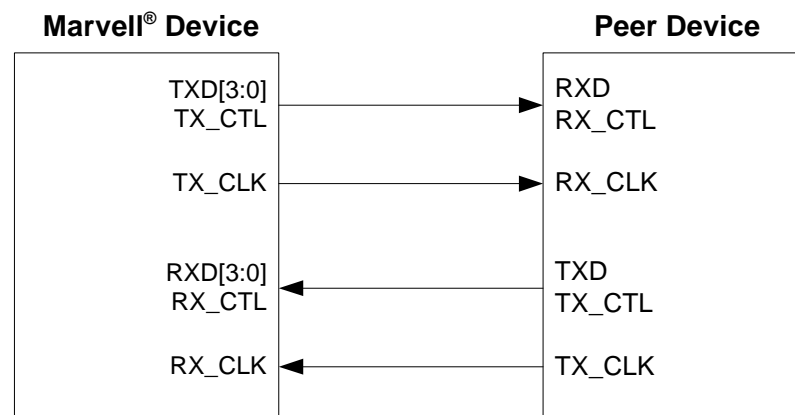 Marvell® Device
Peer Device
TXD[3:0]
TX_CTL
RXD
RX_CTL
TX_CLK
RX_CLK
RXD[3:0]
RX_CTL
TXD
TX_CTL
RX_CLK
TX_CLK